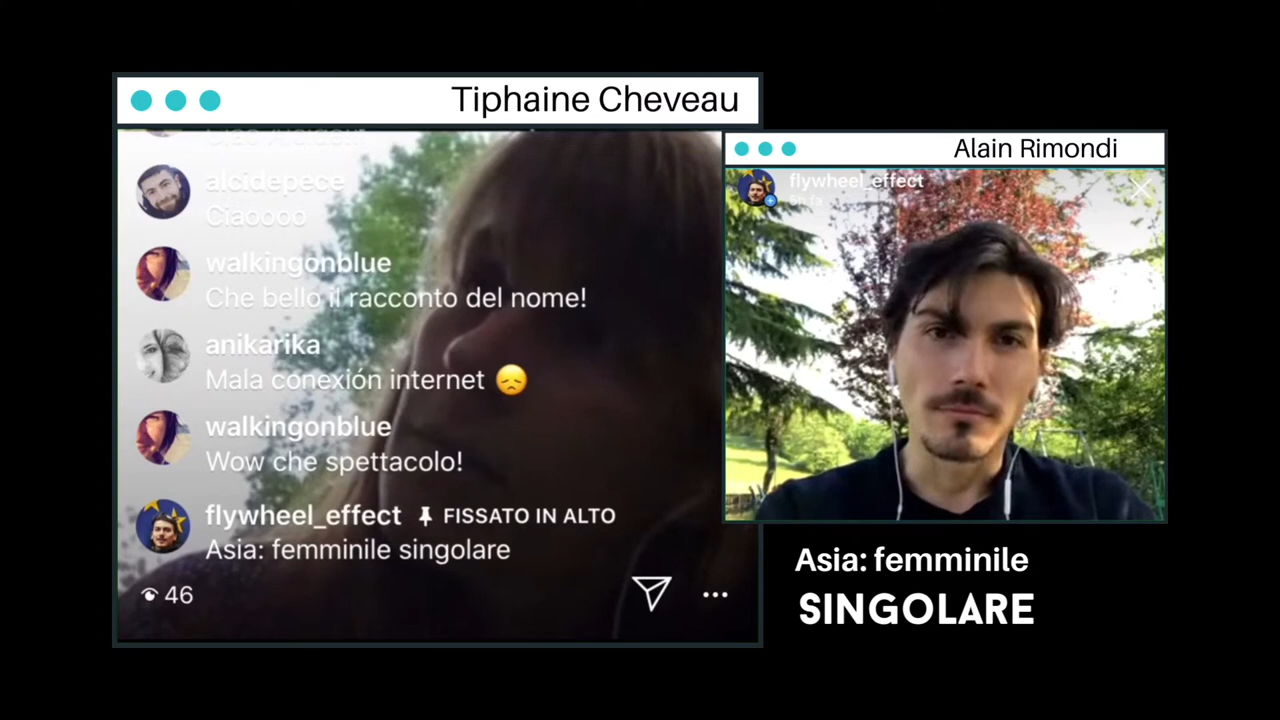 Tiphaine Cheveau
alcidepece
Ciaoooo
walkingonblue
Che bello il racconto del nome!
anikarika
Mala conexión internet
walkingonblue
Wow che spettacolo!
flywheel_effect FISSATO IN ALTO
Asia: femminile singolare
46
Alain Rimondi
flywheel_effect
Asia: femminile
SINGOLARE